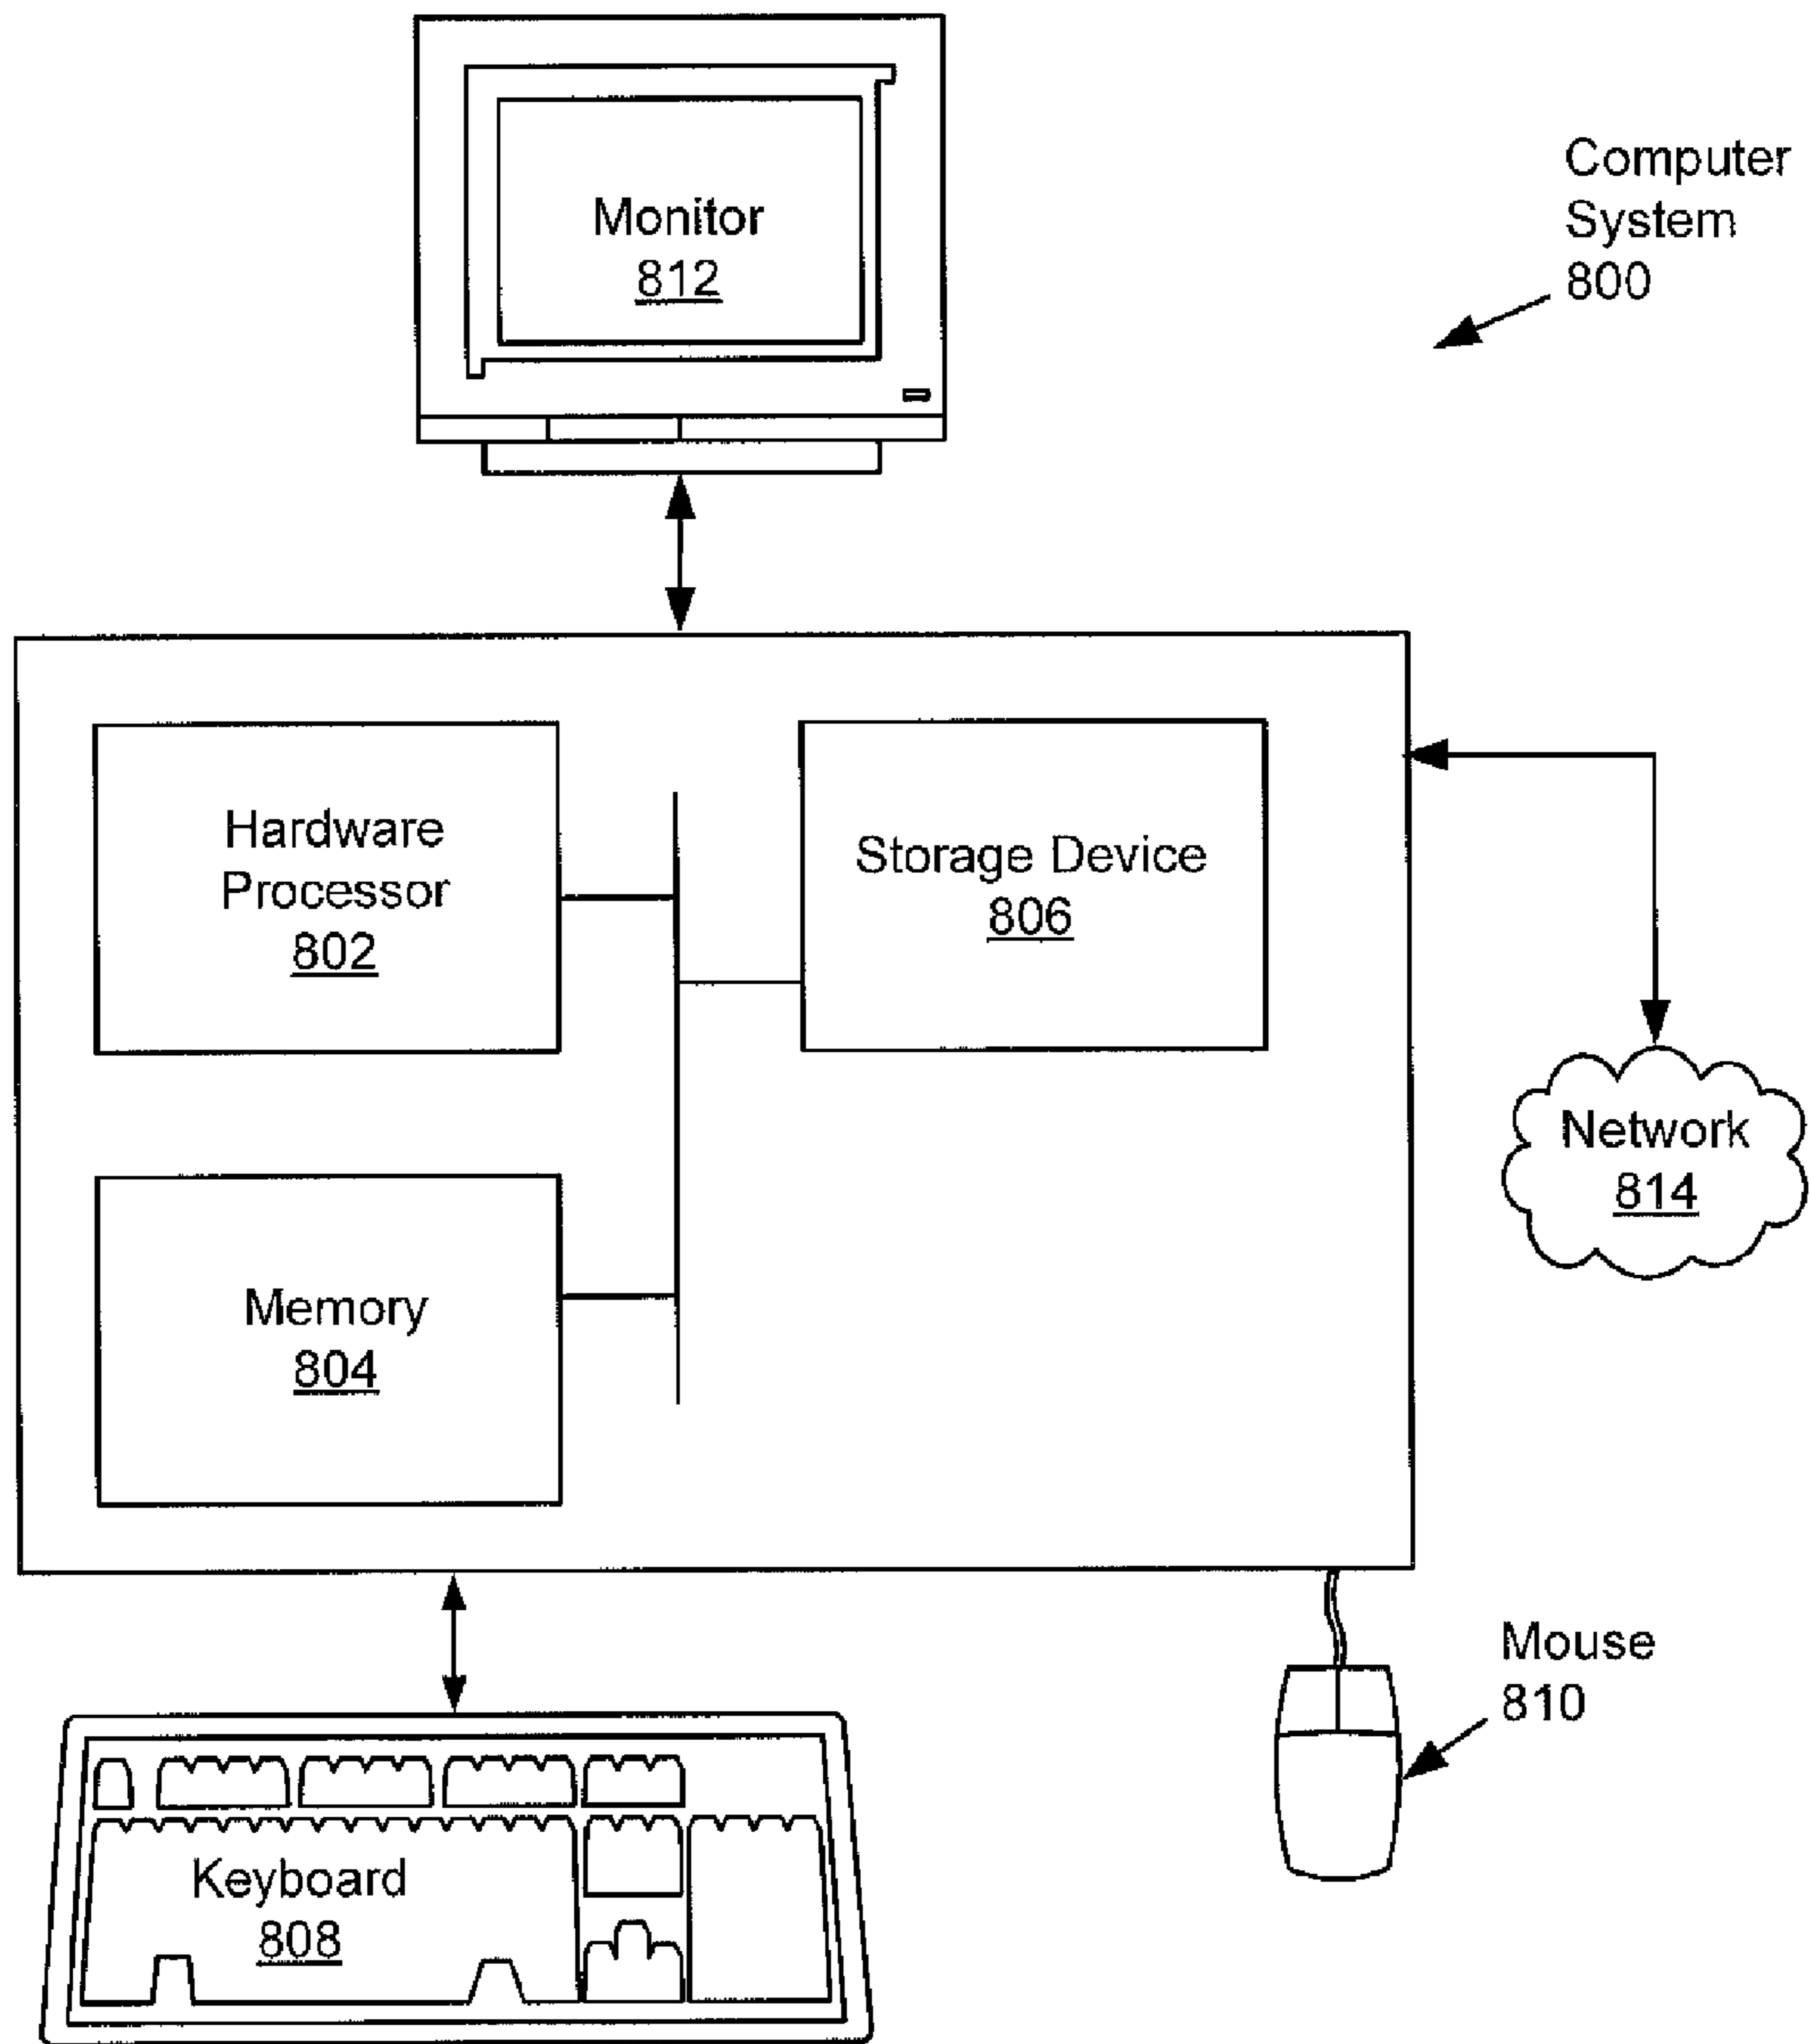 Monitor
812
Computer
System
800
Hardware
Processor
802
Storage Device
806
Network
814
Memory
804
Mouse
810
Keyboard
808